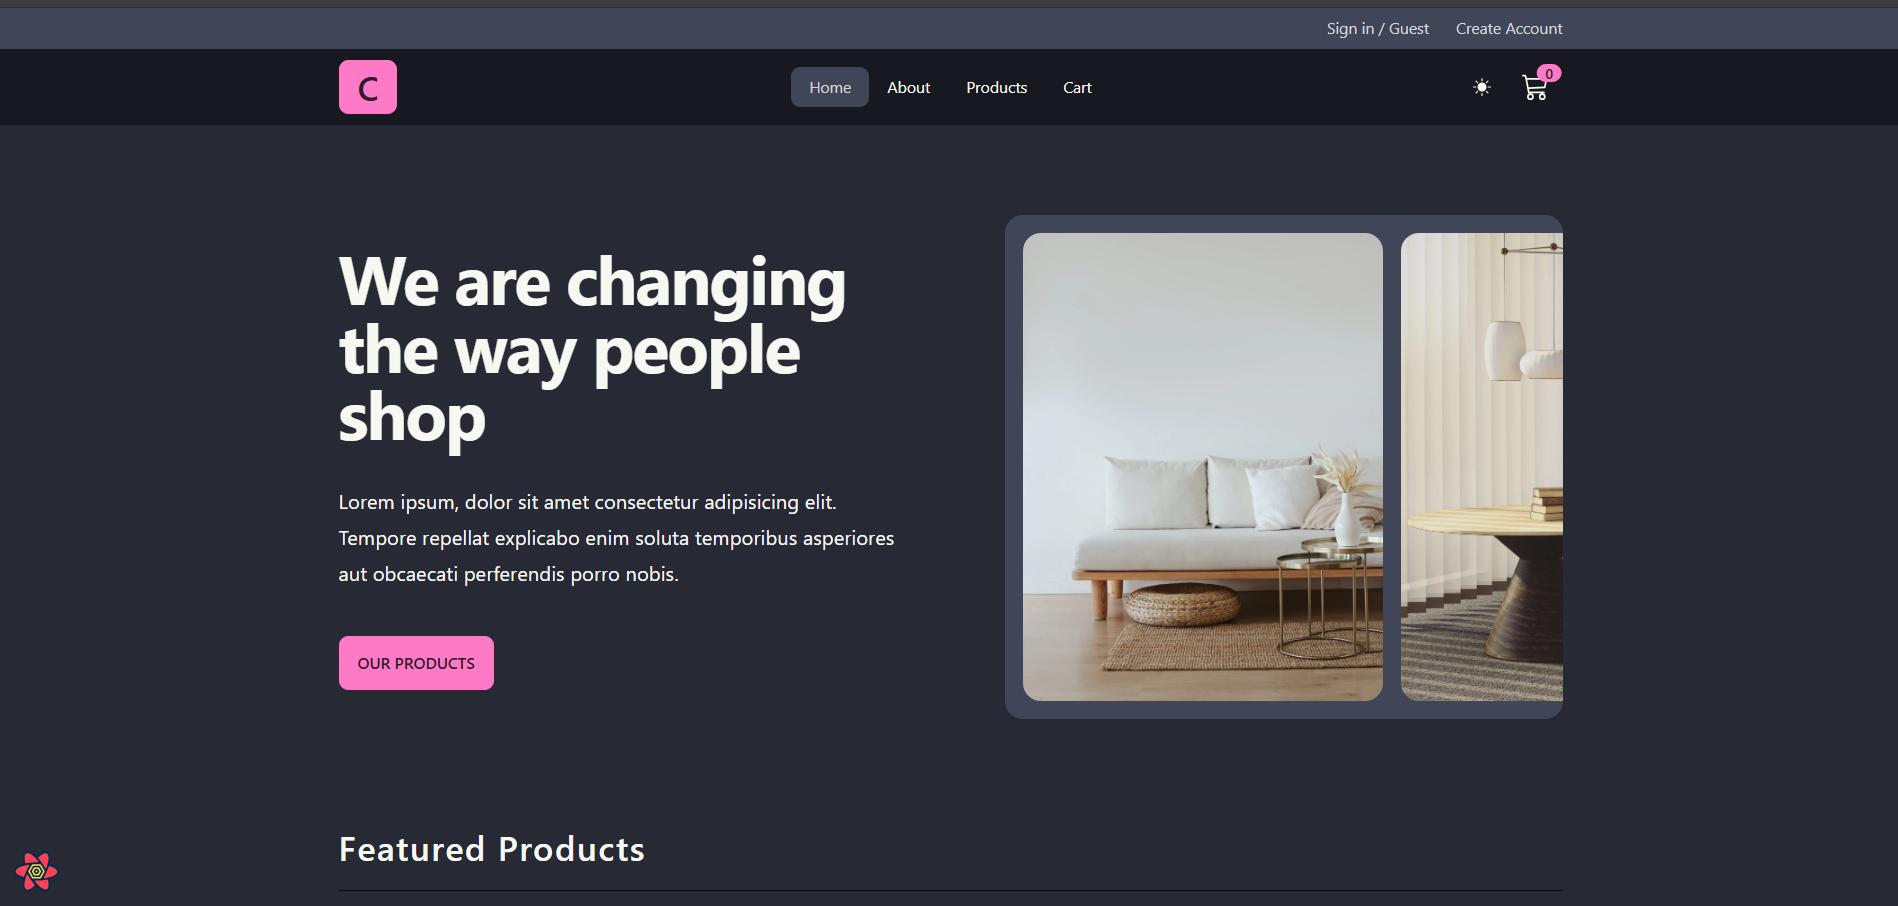 Sign in / Guest Create Account
C
Home About Products Cart
0
We are changing
the way people
shop
Lorem ipsum, dolor sit amet consectetur adipisicing elit.
Tempore repellat explicabo enim soluta temporibus asperiores
aut obcaecati perferendis porro nobis.
OUR PRODUCTS
Featured Products